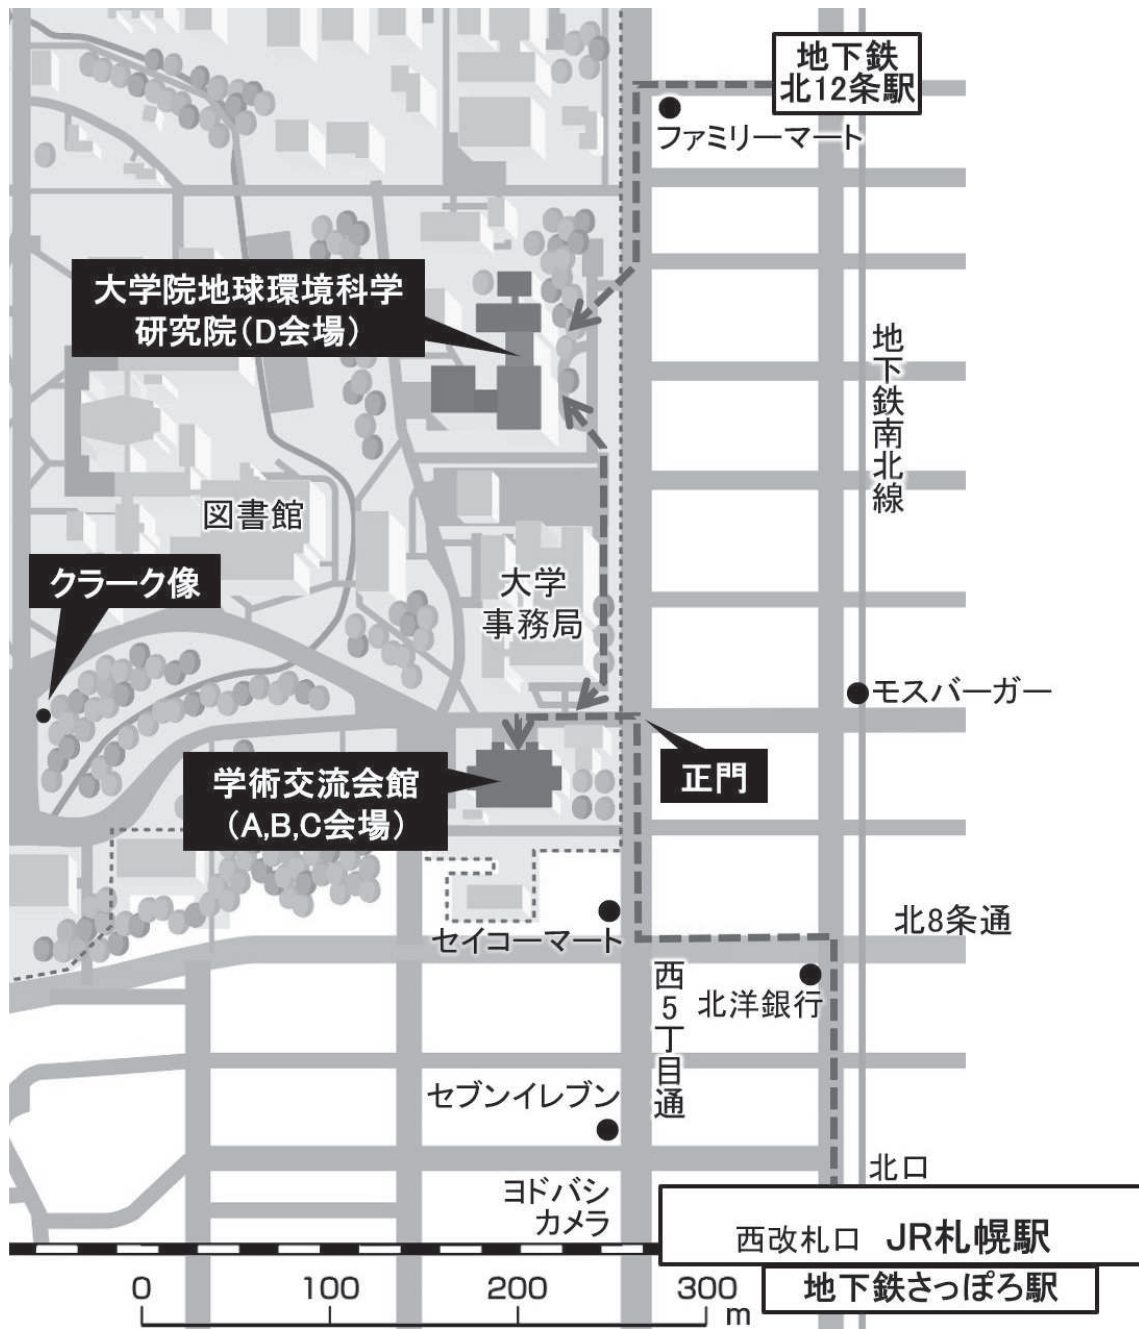 地下鉄
北12条駅
ファミリーマート
大学院地球環境科学
研究院(D会場)
地下鉄南北線
図書館
クラーク像
大学
事務局
モスバーガー
正門
学術交流会館
(A,B,C会場)
セイコーマート
北8条通
西5丁目通
北洋銀行
セブンイレブン
北口
ヨドバシ
カメラ
西改札口 JR札幌駅
地下鉄さっぽろ駅
0 100 200 300
m